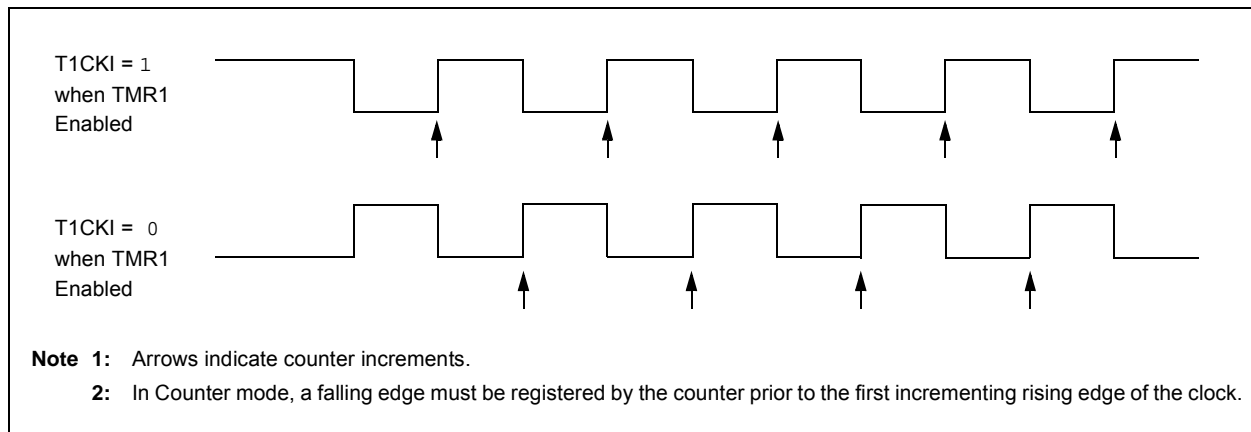 T1CKI = 1
when TMR1
Enabled
T1CKI = 0
when TMR1
Enabled
Note 1: Arrows indicate counter increments.
2: In Counter mode, a falling edge must be registered by the counter prior to the first incrementing rising edge of the clock.